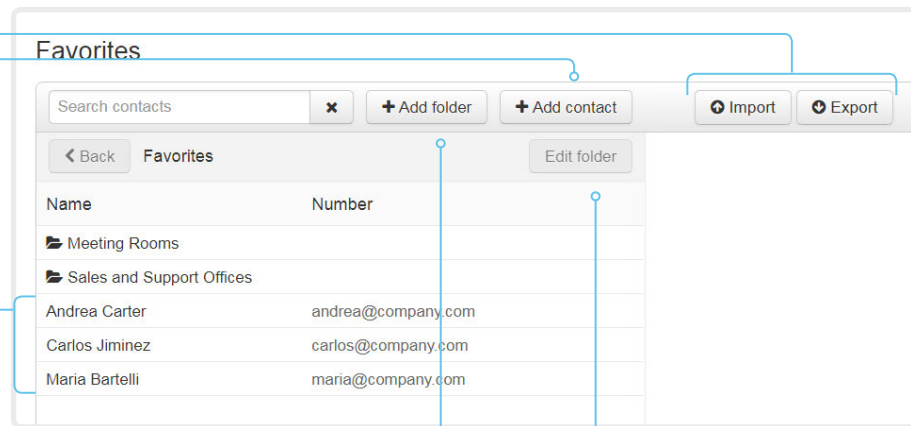 Favorites
Search contacts Add folder Add contact Import Export
Back Favorites Edit folder
Name Number
Meeting Rooms
Sales and Support Offices
Andrea Carter andrea@company.com
Carlos Jiminez carlos@company.com
Maria Bartelli maria@company.com